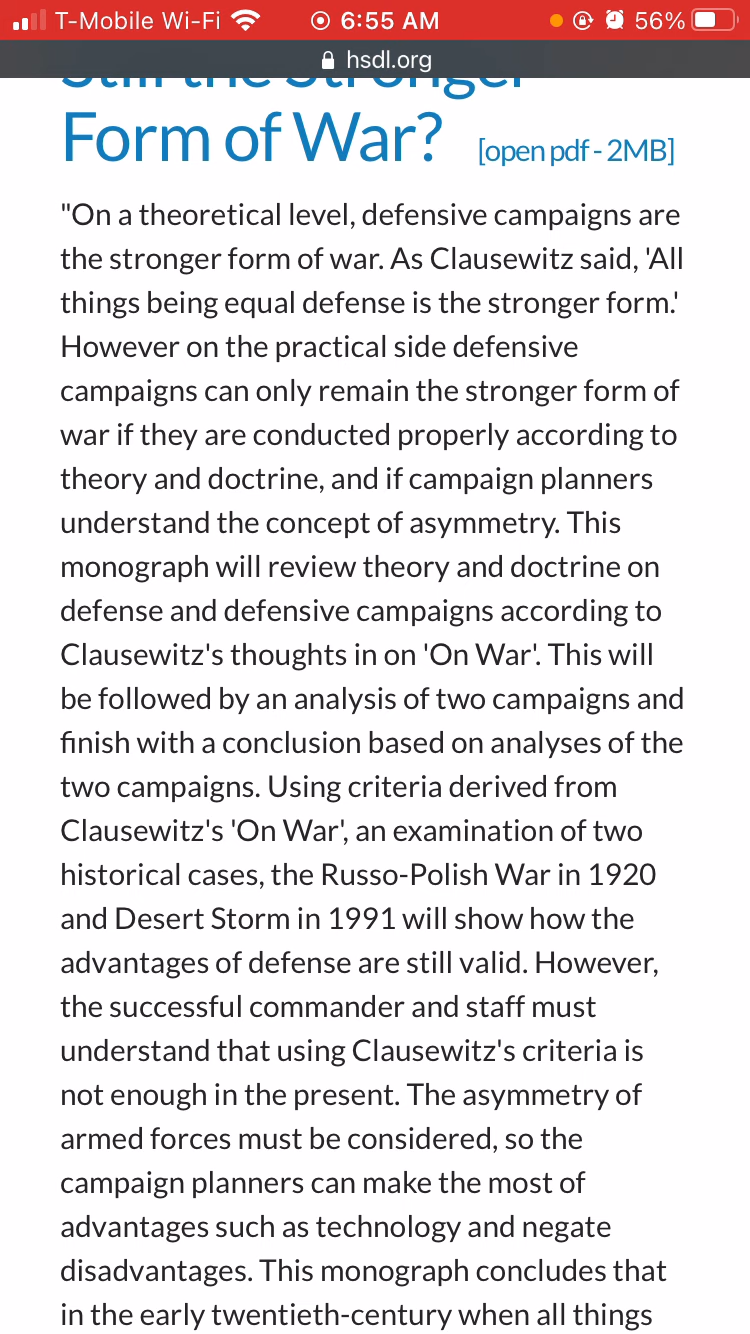 T-Mobile Wi-Fi 6:55 AM 56%
hsdl.org
Still the Stronger
Form of War? [open pdf - 2MB]
"On a theoretical level, defensive campaigns are
the stronger form of war. As Clausewitz said, 'All
things being equal defense is the stronger form.'
However on the practical side defensive
campaigns can only remain the stronger form of
war if they are conducted properly according to
theory and doctrine, and if campaign planners
understand the concept of asymmetry. This
monograph will review theory and doctrine on
defense and defensive campaigns according to
Clausewitz's thoughts in on 'On War'. This will
be followed by an analysis of two campaigns and
finish with a conclusion based on analyses of the
two campaigns. Using criteria derived from
Clausewitz's 'On War', an examination of two
historical cases, the Russo-Polish War in 1920
and Desert Storm in 1991 will show how the
advantages of defense are still valid. However,
the successful commander and staff must
understand that using Clausewitz's criteria is
not enough in the present. The asymmetry of
armed forces must be considered, so the
campaign planners can make the most of
advantages such as technology and negate
disadvantages. This monograph concludes that
in the early twentieth-century when all things